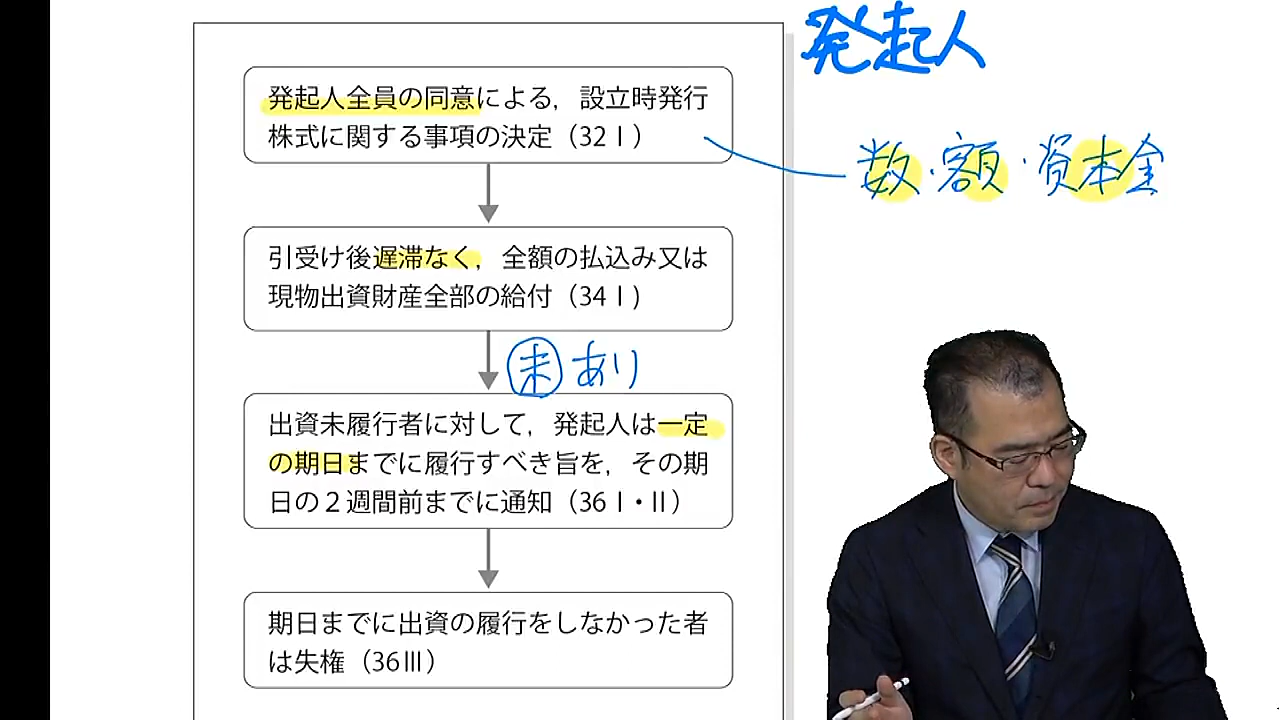 発起人
発起人全員の同意による，設立時発行
株式に関する事項の決定（32Ⅰ）
数・額・資本金
引受け後遅滞なく，全額の払込み又は
現物出資財産全部の給付（34Ⅰ）
未あり
出資未履行者に対して，発起人は一定
の期日までに履行すべき旨を，その期
日の２週間前までに通知（36Ⅰ・Ⅱ）
期日までに出資の履行をしなかった者
は失権（36Ⅲ）